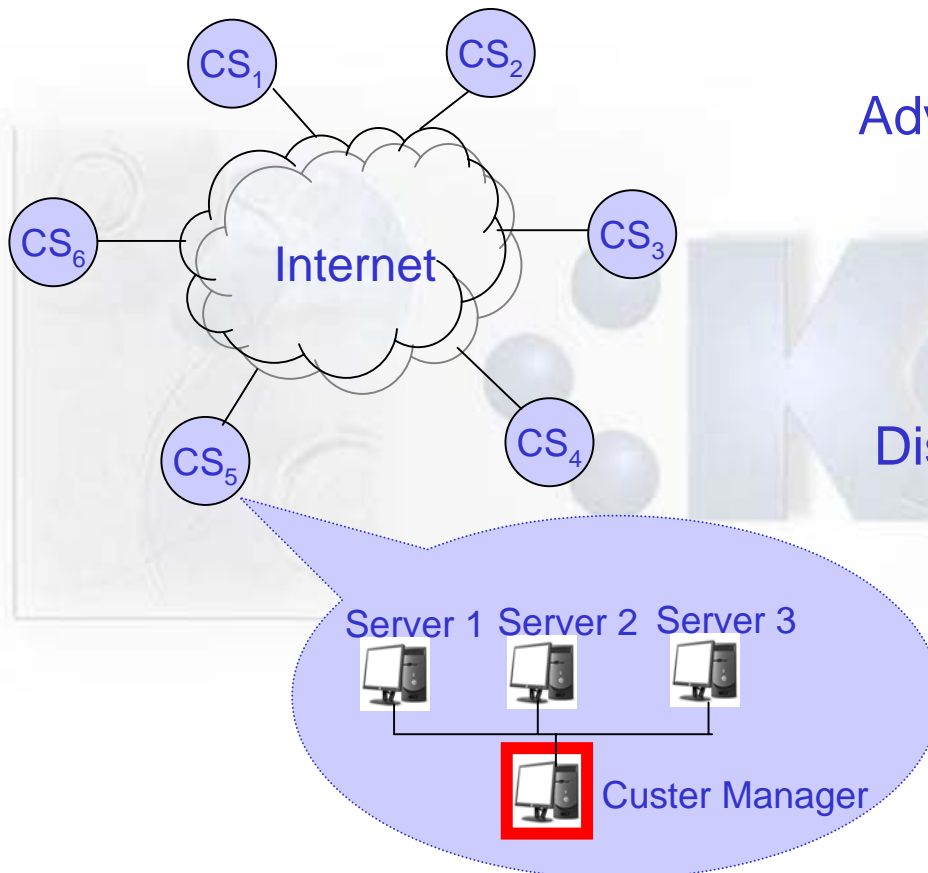 CS1
CS2
Adv
CS6
CS3
Internet
CS4
Dis
CS5
Server 1 Server 2 Server 3
Custer Manager